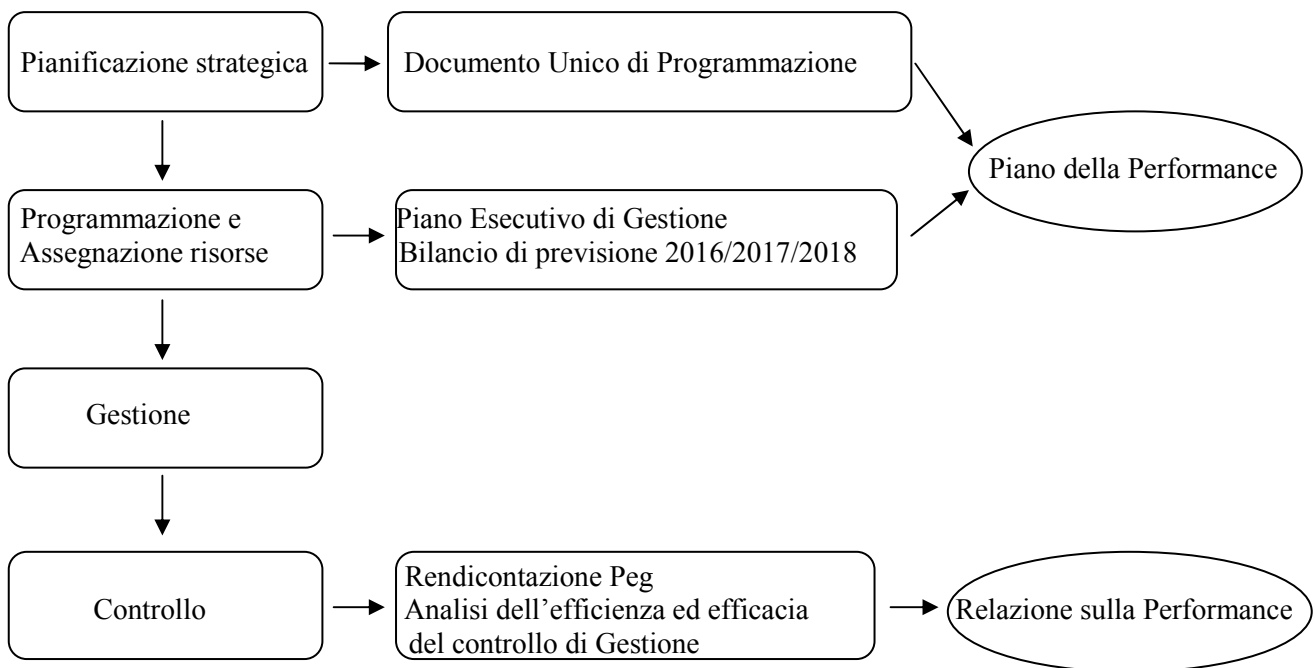 Pianificazione strategica
Documento Unico di Programmazione
Piano della Performance
Programmazione e
Assegnazione risorse
Piano Esecutivo di Gestione
Bilancio di previsione 2016/2017/2018
Gestione
Controllo
Rendicontazione Peg
Analisi dell’efficienza ed efficacia
del controllo di Gestione
Relazione sulla Performance